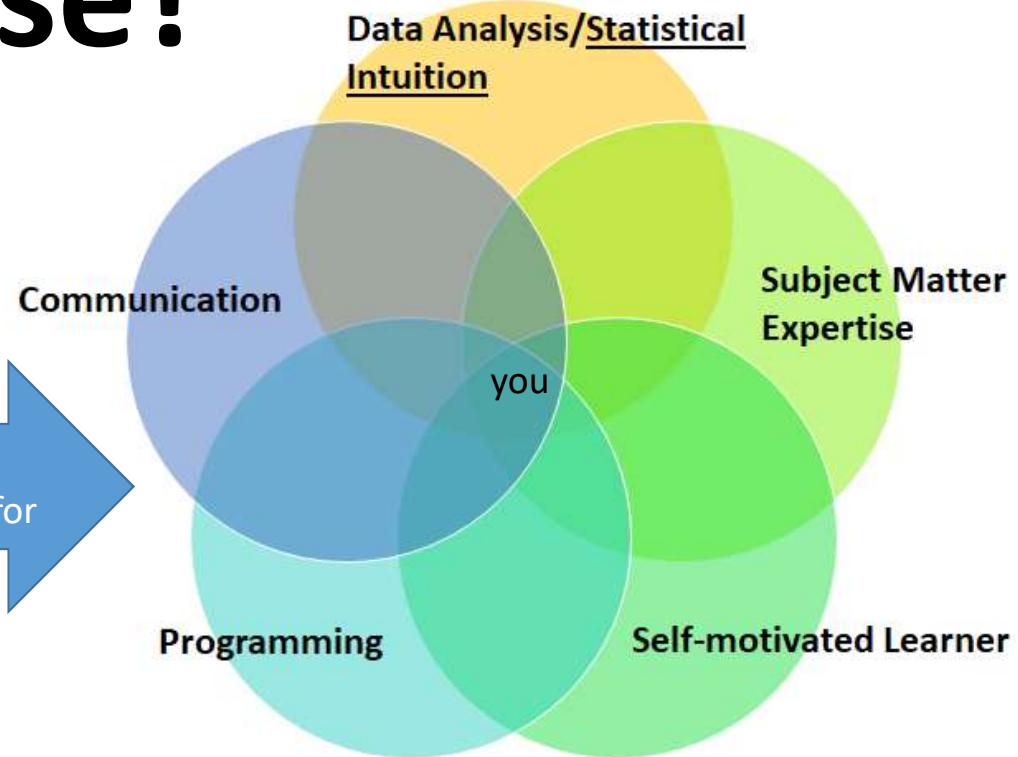 se?
Data Analysis/Statistical
Intuition
Communication
Subject Matter
Expertise
you
for
Programming
Self-motivated Learner